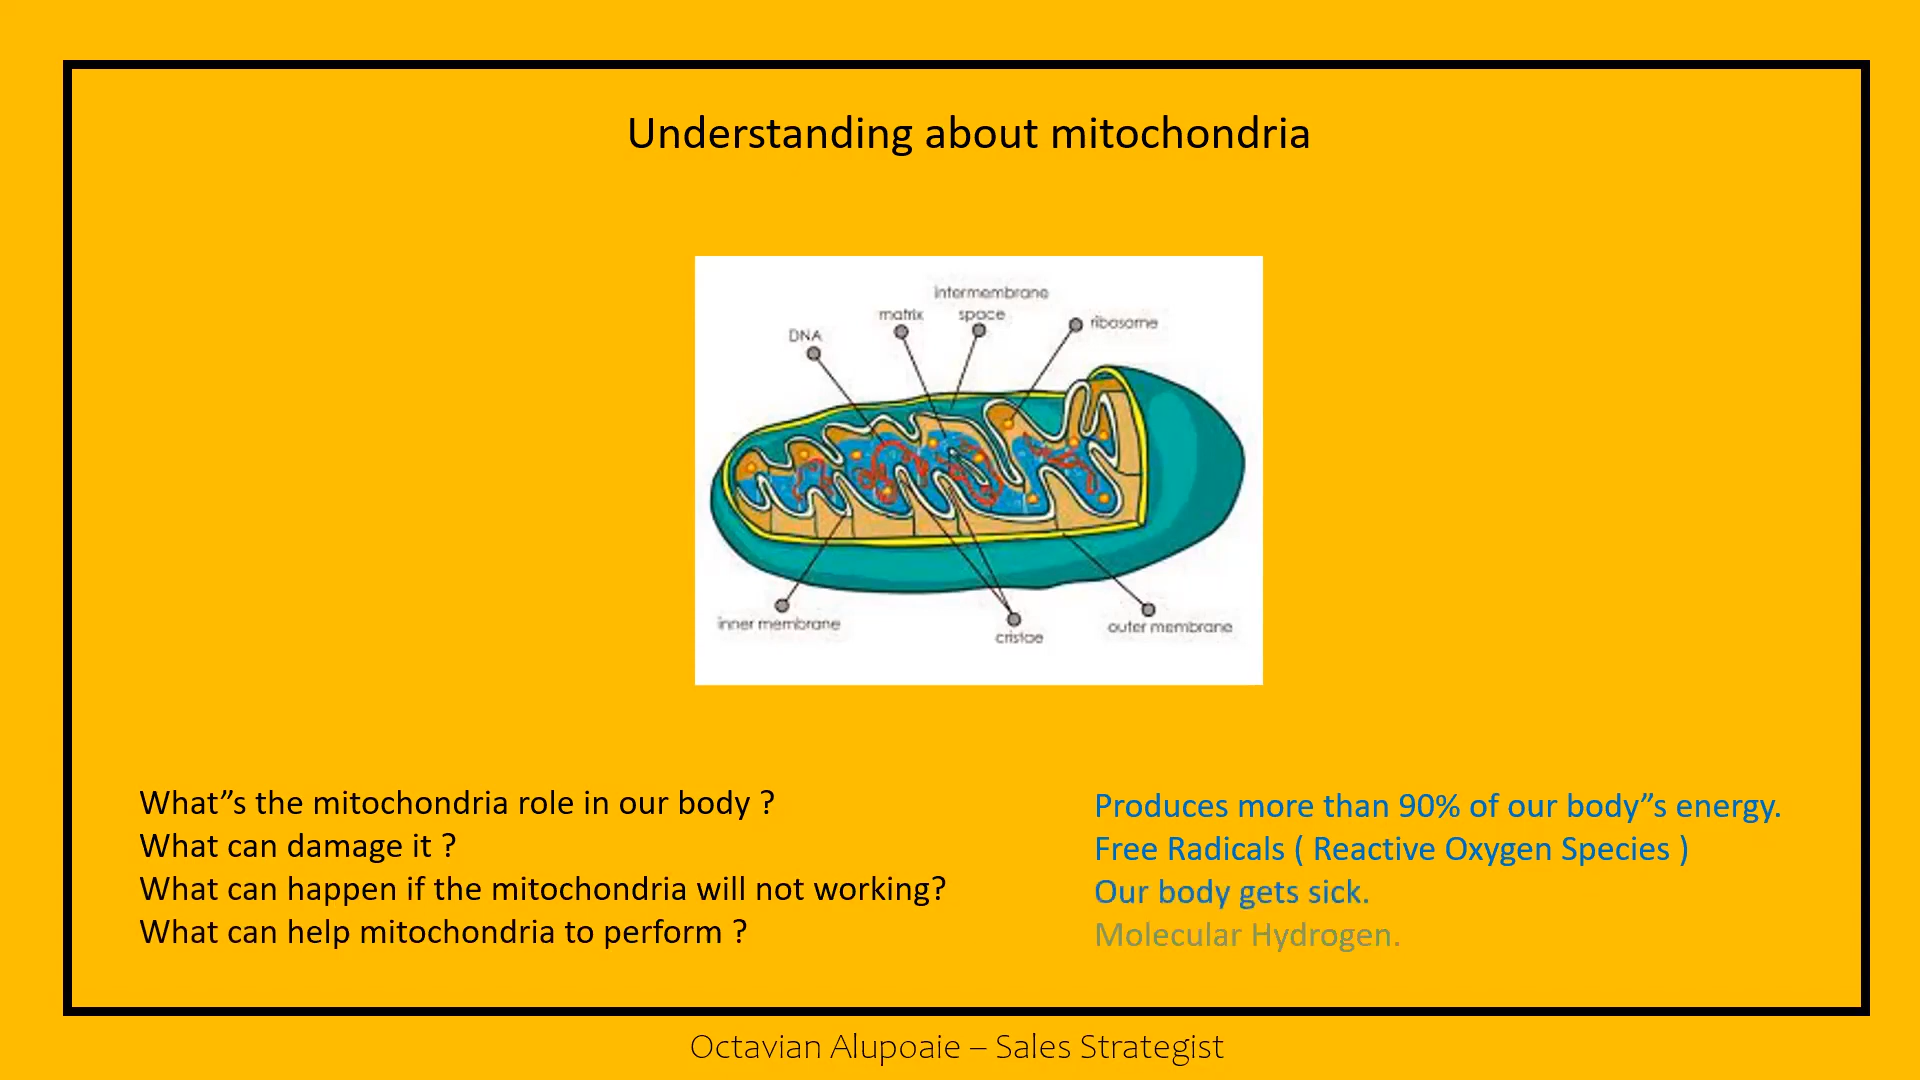 Understanding about mitochondria
intermembrane
space
matrix
DNA
ribosome
inner membrane
cristae
outer membrane
What”s the mitochondria role in our body ?
What can damage it ?
What can happen if the mitochondria will not working?
What can help mitochondria to perform ?
Produces more than 90% of our body”s energy.
Free Radicals ( Reactive Oxygen Species )
Our body gets sick.
Molecular Hydrogen.
Octavian Alupoaie – Sales Strategist